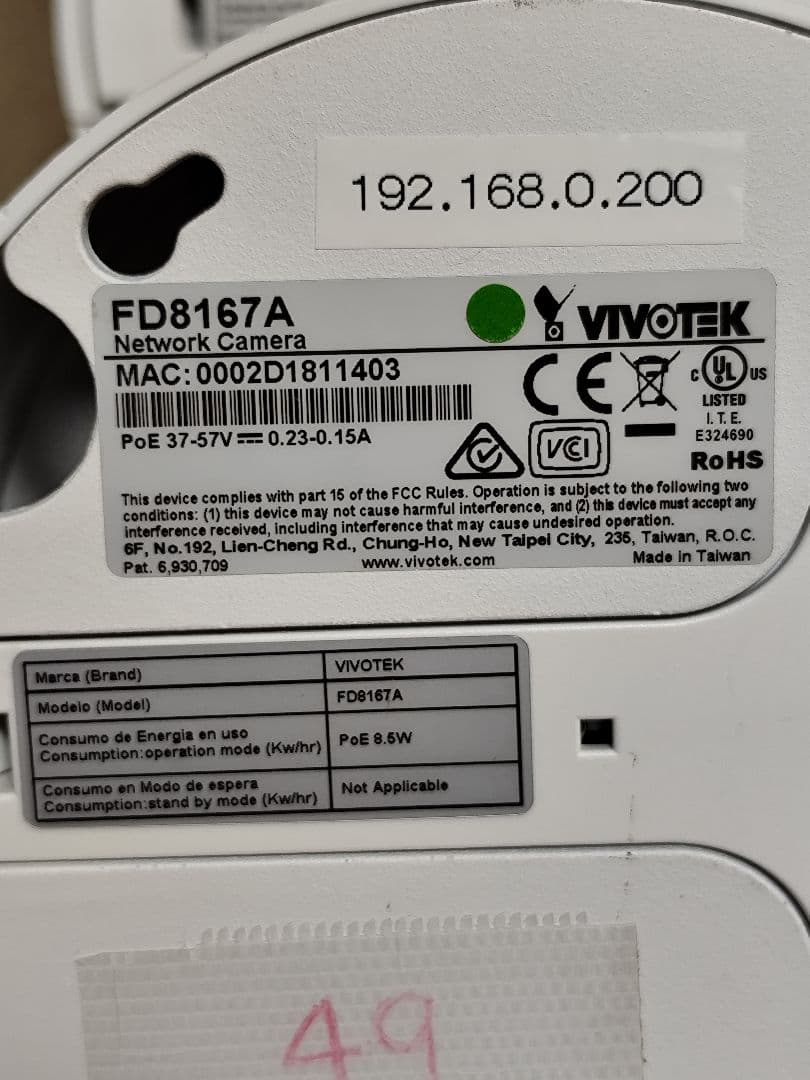 192.168.0.200
FD8167A
Network Camera
VIVOTEK
MAC:0002D1811403
PoE 37-57V 0.23-0.15A
CE
c UL US
LISTED
I.T.E.
E324690
VCI
RoHS
This device complies with part 15 of the FCC Rules. Operation is subject to the following two
conditions: (1) this device may not cause harmful interference, and (2) this device must accept any
interference received, including interference that may cause undesired operation.
6F, No.192, Lien-Cheng Rd., Chung-Ho, New Taipei City, 235, Taiwan, R.O.C.
Pat. 6,930,709 www.vivotek.com Made in Taiwan
Marca (Brand) VIVOTEK
Modelo (Model) FD8167A
Consumo de Energia en uso
Consumption:operation mode (Kw/hr) PoE 8.5W
Consumo en Modo de espera
Consumption:stand by mode (Kw/hr) Not Applicable
49